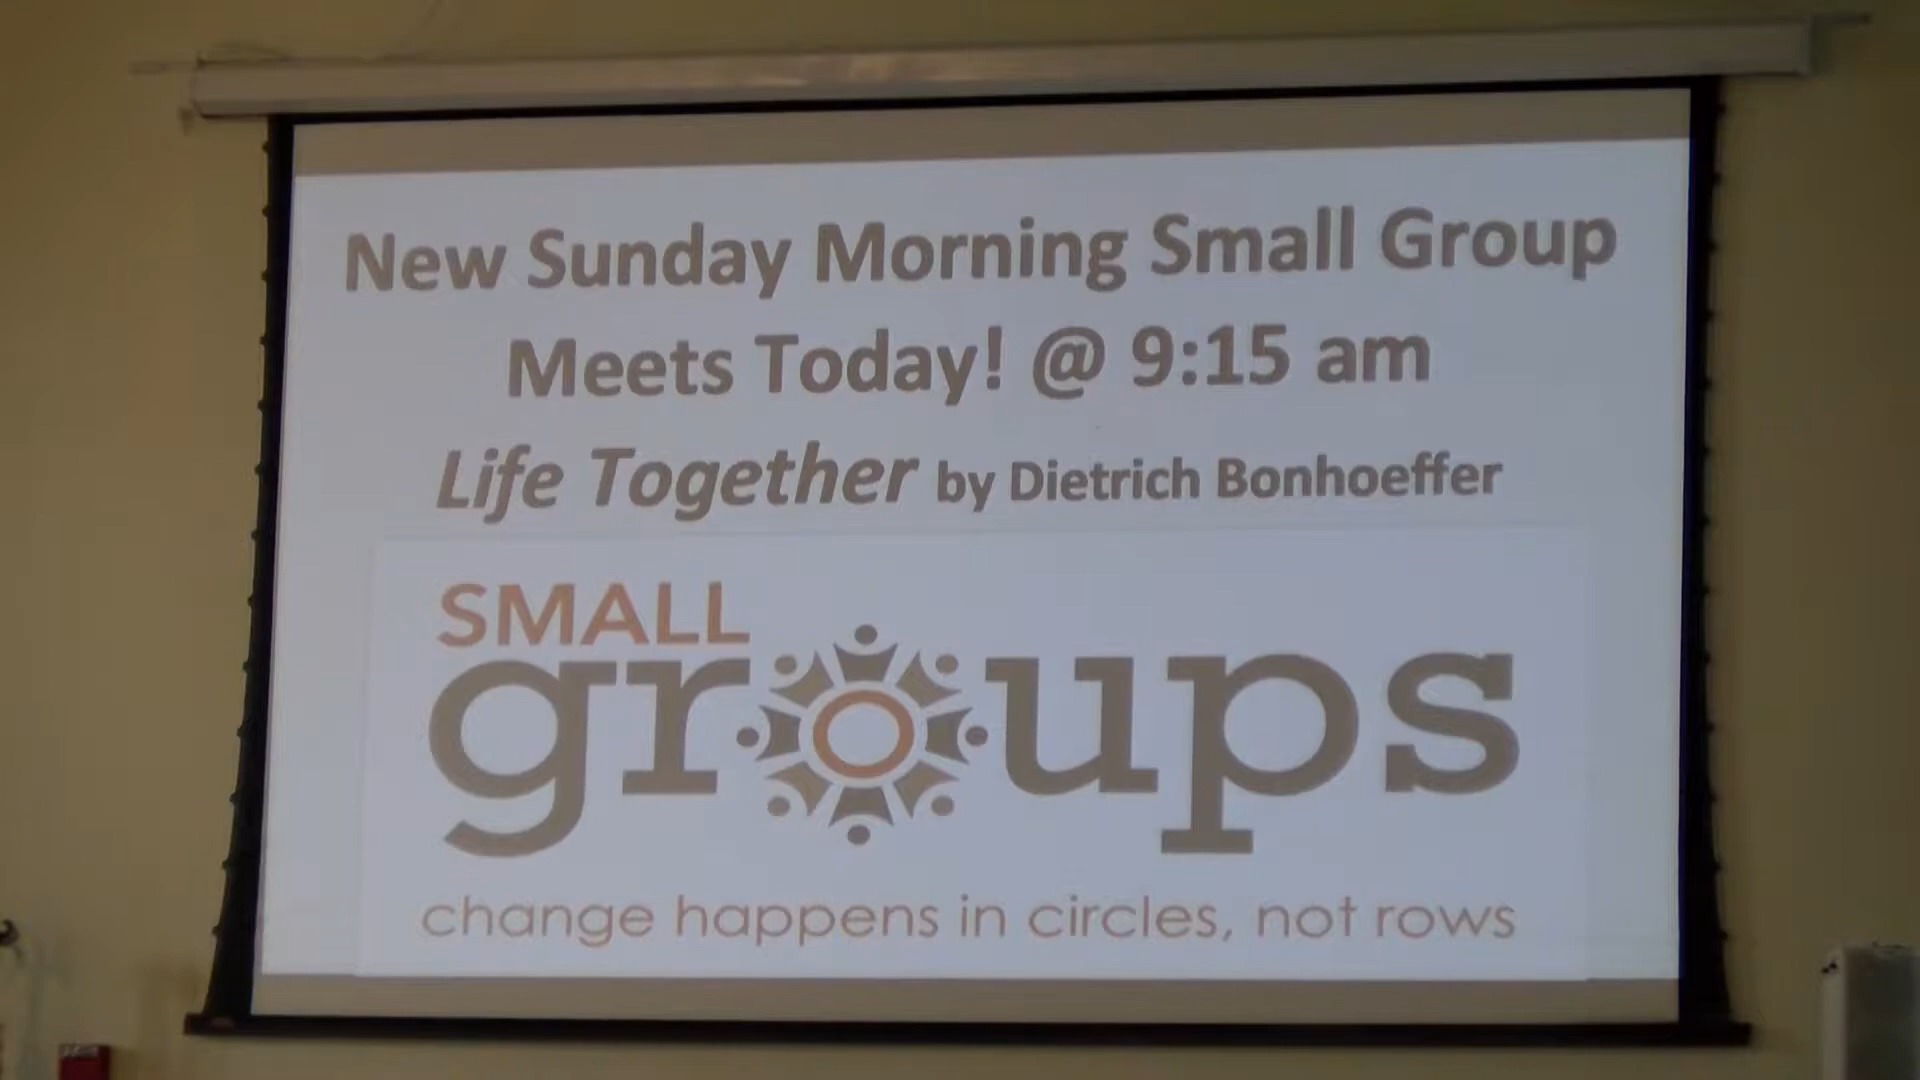 New Sunday Morning Small Group
Meets Today! @ 9:15 am
Life Together by Dietrich Bonhoeffer
SMALL
groups
change happens in circles, not rows